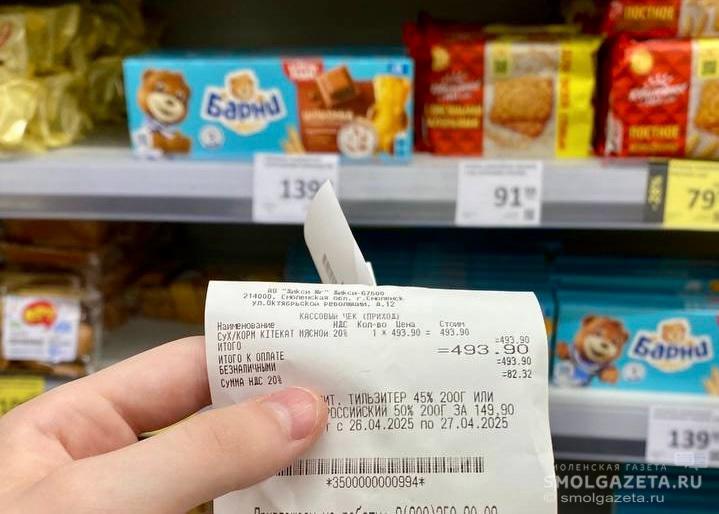 Барни
139
91
79
АО "Дикси Юг" Дикси-67500
214000, Смоленская обл, г.Смоленск
ул.Октябрьской революции, д.12
КАССОВЫЙ ЧЕК (ПРИХОД)
Наименование НДС Кол-во Цена Стоим
СУХ/КОРМ KITEKAT МЯСНОЙ 20% 1 × 493.90 = 493.90
ИТОГО =493.90
ИТОГО К ОПЛАТЕ =493.90
БЕЗНАЛИЧНЫМИ =493.90
СУММА НДС 20% =82.32
ТИЛЬЗИТЕР 45% 200Г ИЛИ
РОССИЙСКИЙ 50% 200Г ЗА 149,90
с 26.04.2025 по 27.04.2025
*3500000000994*
Барни
139
СМОЛЕНСКАЯ ГАЗЕТА
SMOLGAZETA.RU
smolgazeta.ru